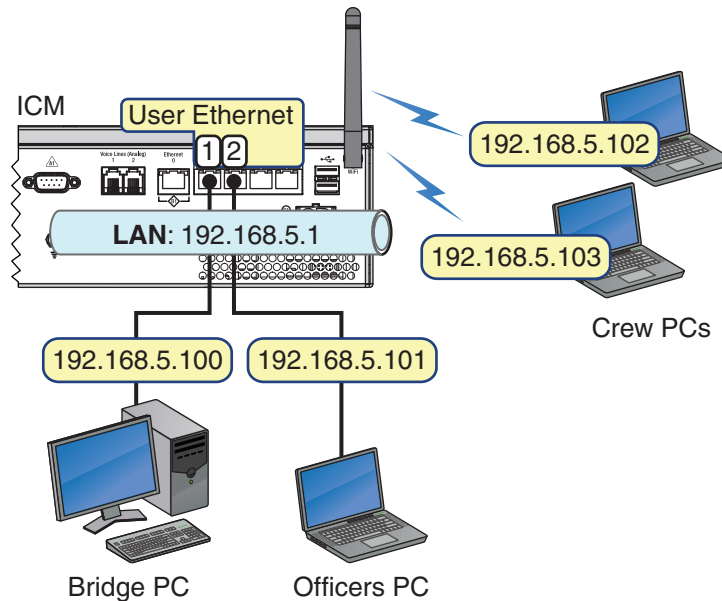 ICM
User Ethernet
1 2
Voice Lines (Analog)
1 2
Ethernet
0
WiFi
LAN: 192.168.5.1
192.168.5.102
192.168.5.103
Crew PCs
192.168.5.100
192.168.5.101
Bridge PC
Officers PC